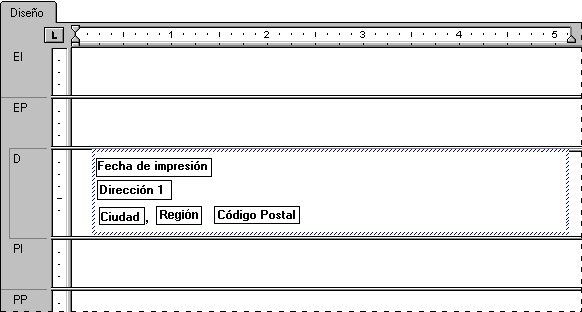 Diseño
L 1 2 3 4 5
EI
EP
D
Fecha de impresión
Dirección 1
Ciudad , Región Código Postal
PI
PP